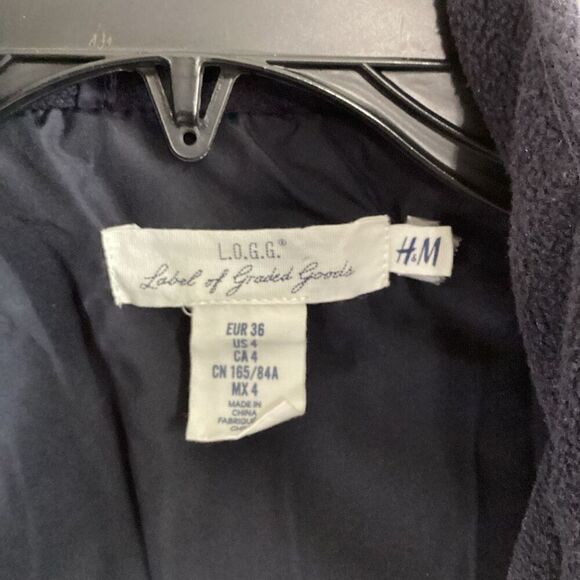 L.O.G.G.®
Label of Graded Goods
H&M
EUR 36
US 4
CA 4
CN 165/84A
MX 4
MADE IN
CHINA